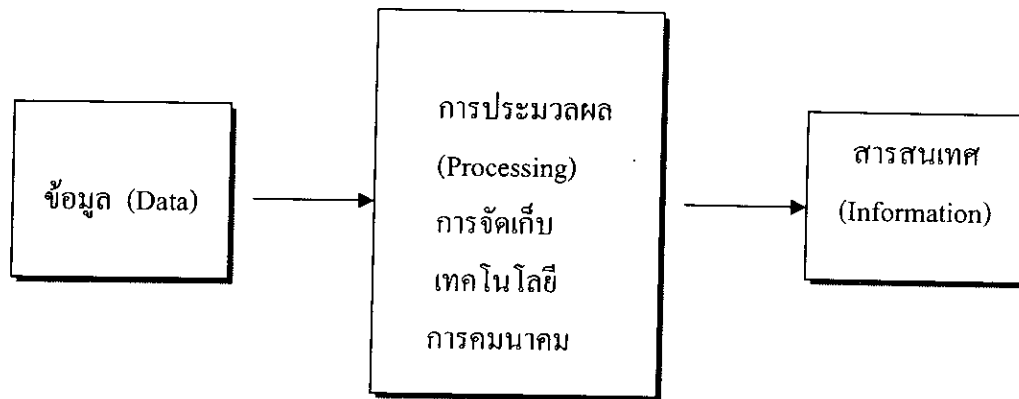 ข้อมูล (Data)
การประมวลผล
(Processing)
การจัดเก็บ
เทคโนโลยี
การคมนาคม
สารสนเทศ
(Information)